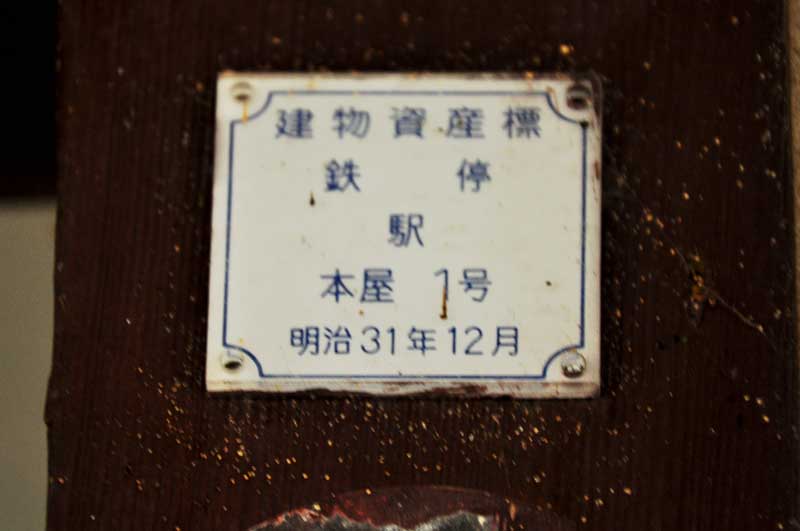 建物資産標
鉄 停
駅
本屋 1号
明治31年12月